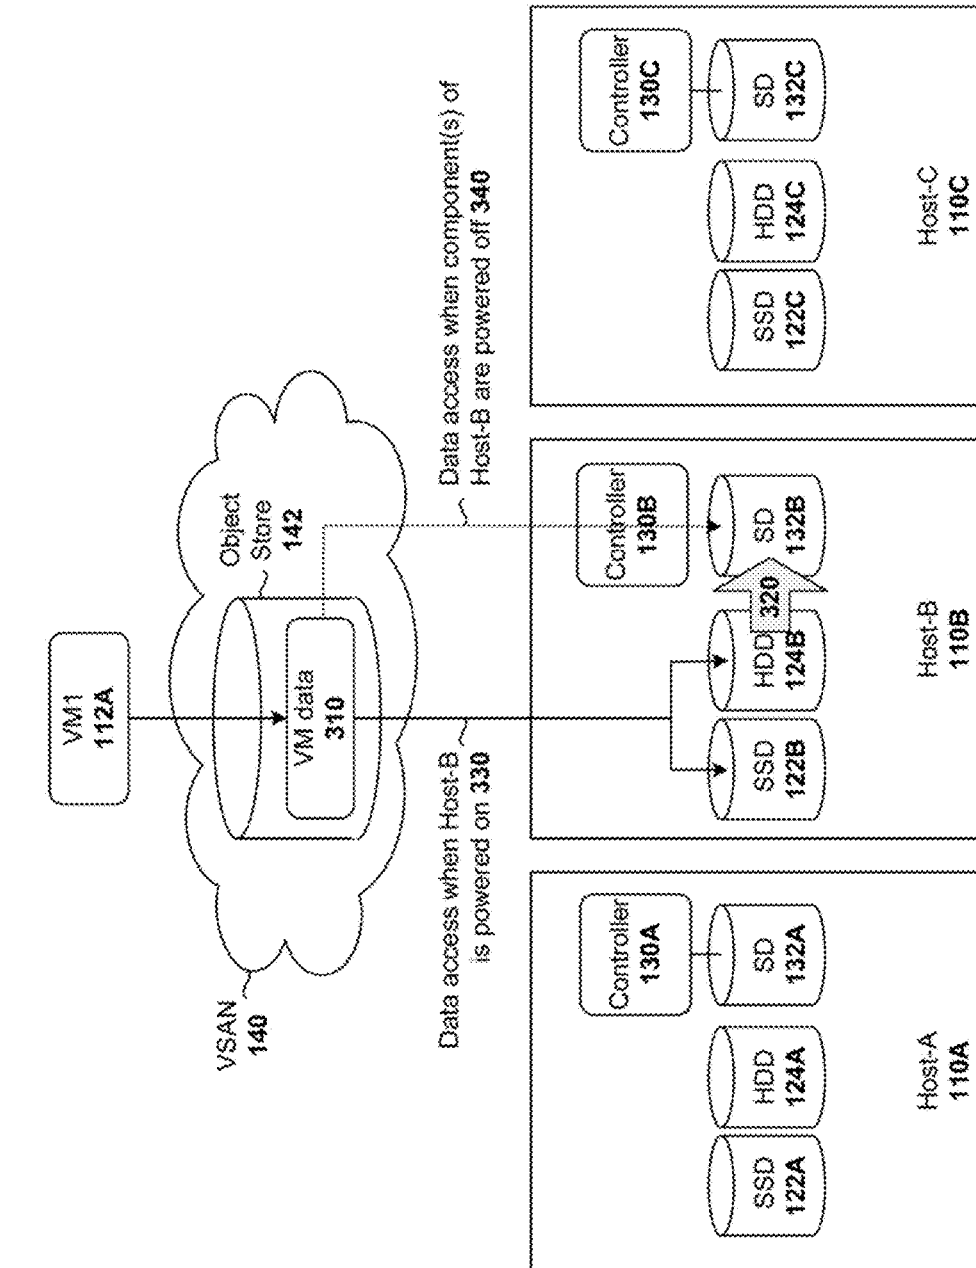 VM1
112A
VSAN
140
Object
Store
142
VM data
310
Data access when Host-B
is powered on 330
Data access when component(s) of
Host-B are powered off 340
Controller
130A
SSD
122A
HDD
124A
SD
132A
Host-A
110A
Controller
130B
SSD
122B
HDD
124B
320
SD
132B
Host-B
110B
Controller
130C
SSD
122C
HDD
124C
SD
132C
Host-C
110C